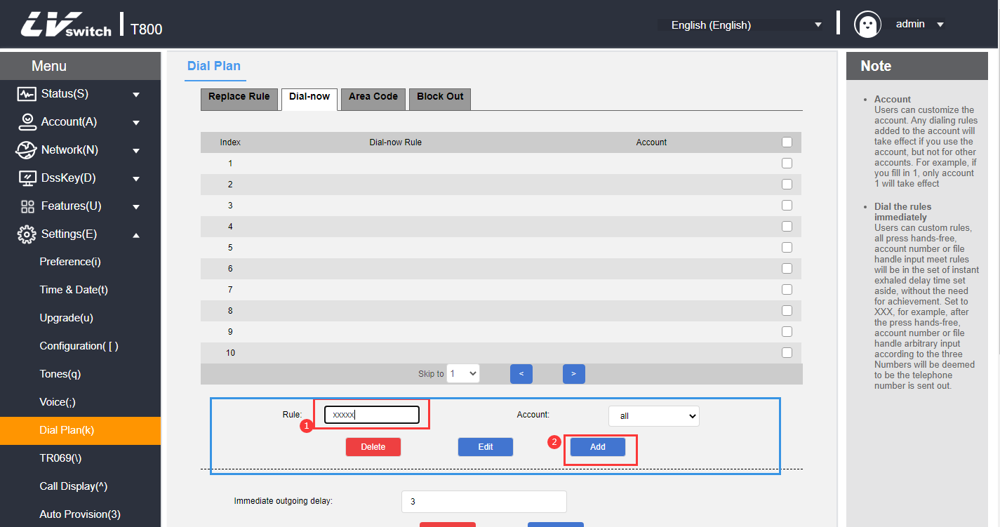 LVswitch T800
English (English)
admin
Menu
Status(S)
Account(A)
Network(N)
DssKey(D)
Features(U)
Settings(E)
Preference(i)
Time & Date(t)
Upgrade(u)
Configuration( [ )
Tones(q)
Voice(;)
Dial Plan(k)
TR069(\)
Call Display(^)
Auto Provision(3)
Dial Plan
Replace Rule Dial-now Area Code Block Out
Index Dial-now Rule Account
1
2
3
4
5
6
7
8
9
10
Skip to 1 < >
Rule: xxxxx Account: all
1
2
Delete Edit Add
Immediate outgoing delay: 3
Note
• Account
Users can customize the
account. Any dialing rules
added to the account will
take effect if you use the
account, but not for other
accounts. For example, if
you fill in 1, only account
1 will take effect
• Dial the rules
immediately
Users can custom rules,
all press hands-free,
account number or file
handle input meet rules
will be in the set of instant
exhaled delay time set
aside, without the need
for achievement. Set to
XXX, for example, after
the press hands-free,
account number or file
handle arbitrary input
according to the three
Numbers will be deemed
to be the telephone
number is sent out.